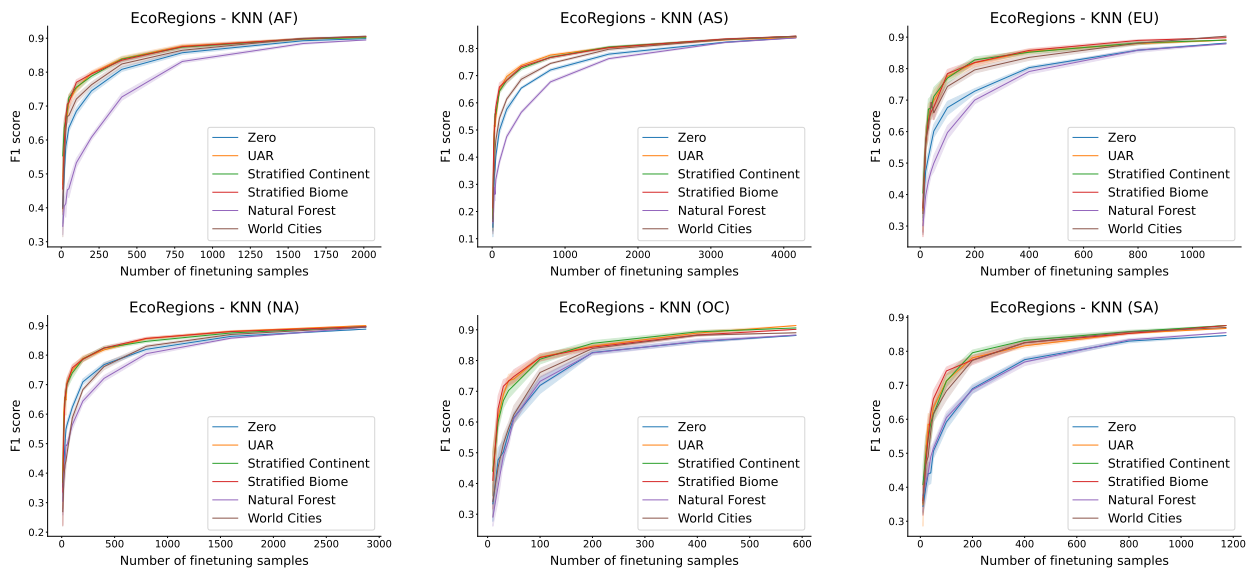 EcoRegions - KNN (AF)
F1 score
0.9
0.8
0.7
0.6
0.5
0.4
0.3
Zero
UAR
Stratified Continent
Stratified Biome
Natural Forest
World Cities
0 250 500 750 1000 1250 1500 1750 2000
Number of finetuning samples
EcoRegions - KNN (AS)
F1 score
0.8
0.7
0.6
0.5
0.4
0.3
0.2
0.1
Zero
UAR
Stratified Continent
Stratified Biome
Natural Forest
World Cities
0 1000 2000 3000 4000
Number of finetuning samples
EcoRegions - KNN (EU)
F1 score
0.9
0.8
0.7
0.6
0.5
0.4
0.3
Zero
UAR
Stratified Continent
Stratified Biome
Natural Forest
World Cities
0 200 400 600 800 1000
Number of finetuning samples
EcoRegions - KNN (NA)
F1 score
0.9
0.8
0.7
0.6
0.5
0.4
0.3
0.2
Zero
UAR
Stratified Continent
Stratified Biome
Natural Forest
World Cities
0 500 1000 1500 2000 2500 3000
Number of finetuning samples
EcoRegions - KNN (OC)
F1 score
0.9
0.8
0.7
0.6
0.5
0.4
0.3
Zero
UAR
Stratified Continent
Stratified Biome
Natural Forest
World Cities
0 100 200 300 400 500 600
Number of finetuning samples
EcoRegions - KNN (SA)
F1 score
0.9
0.8
0.7
0.6
0.5
0.4
0.3
Zero
UAR
Stratified Continent
Stratified Biome
Natural Forest
World Cities
0 200 400 600 800 1000 1200
Number of finetuning samples